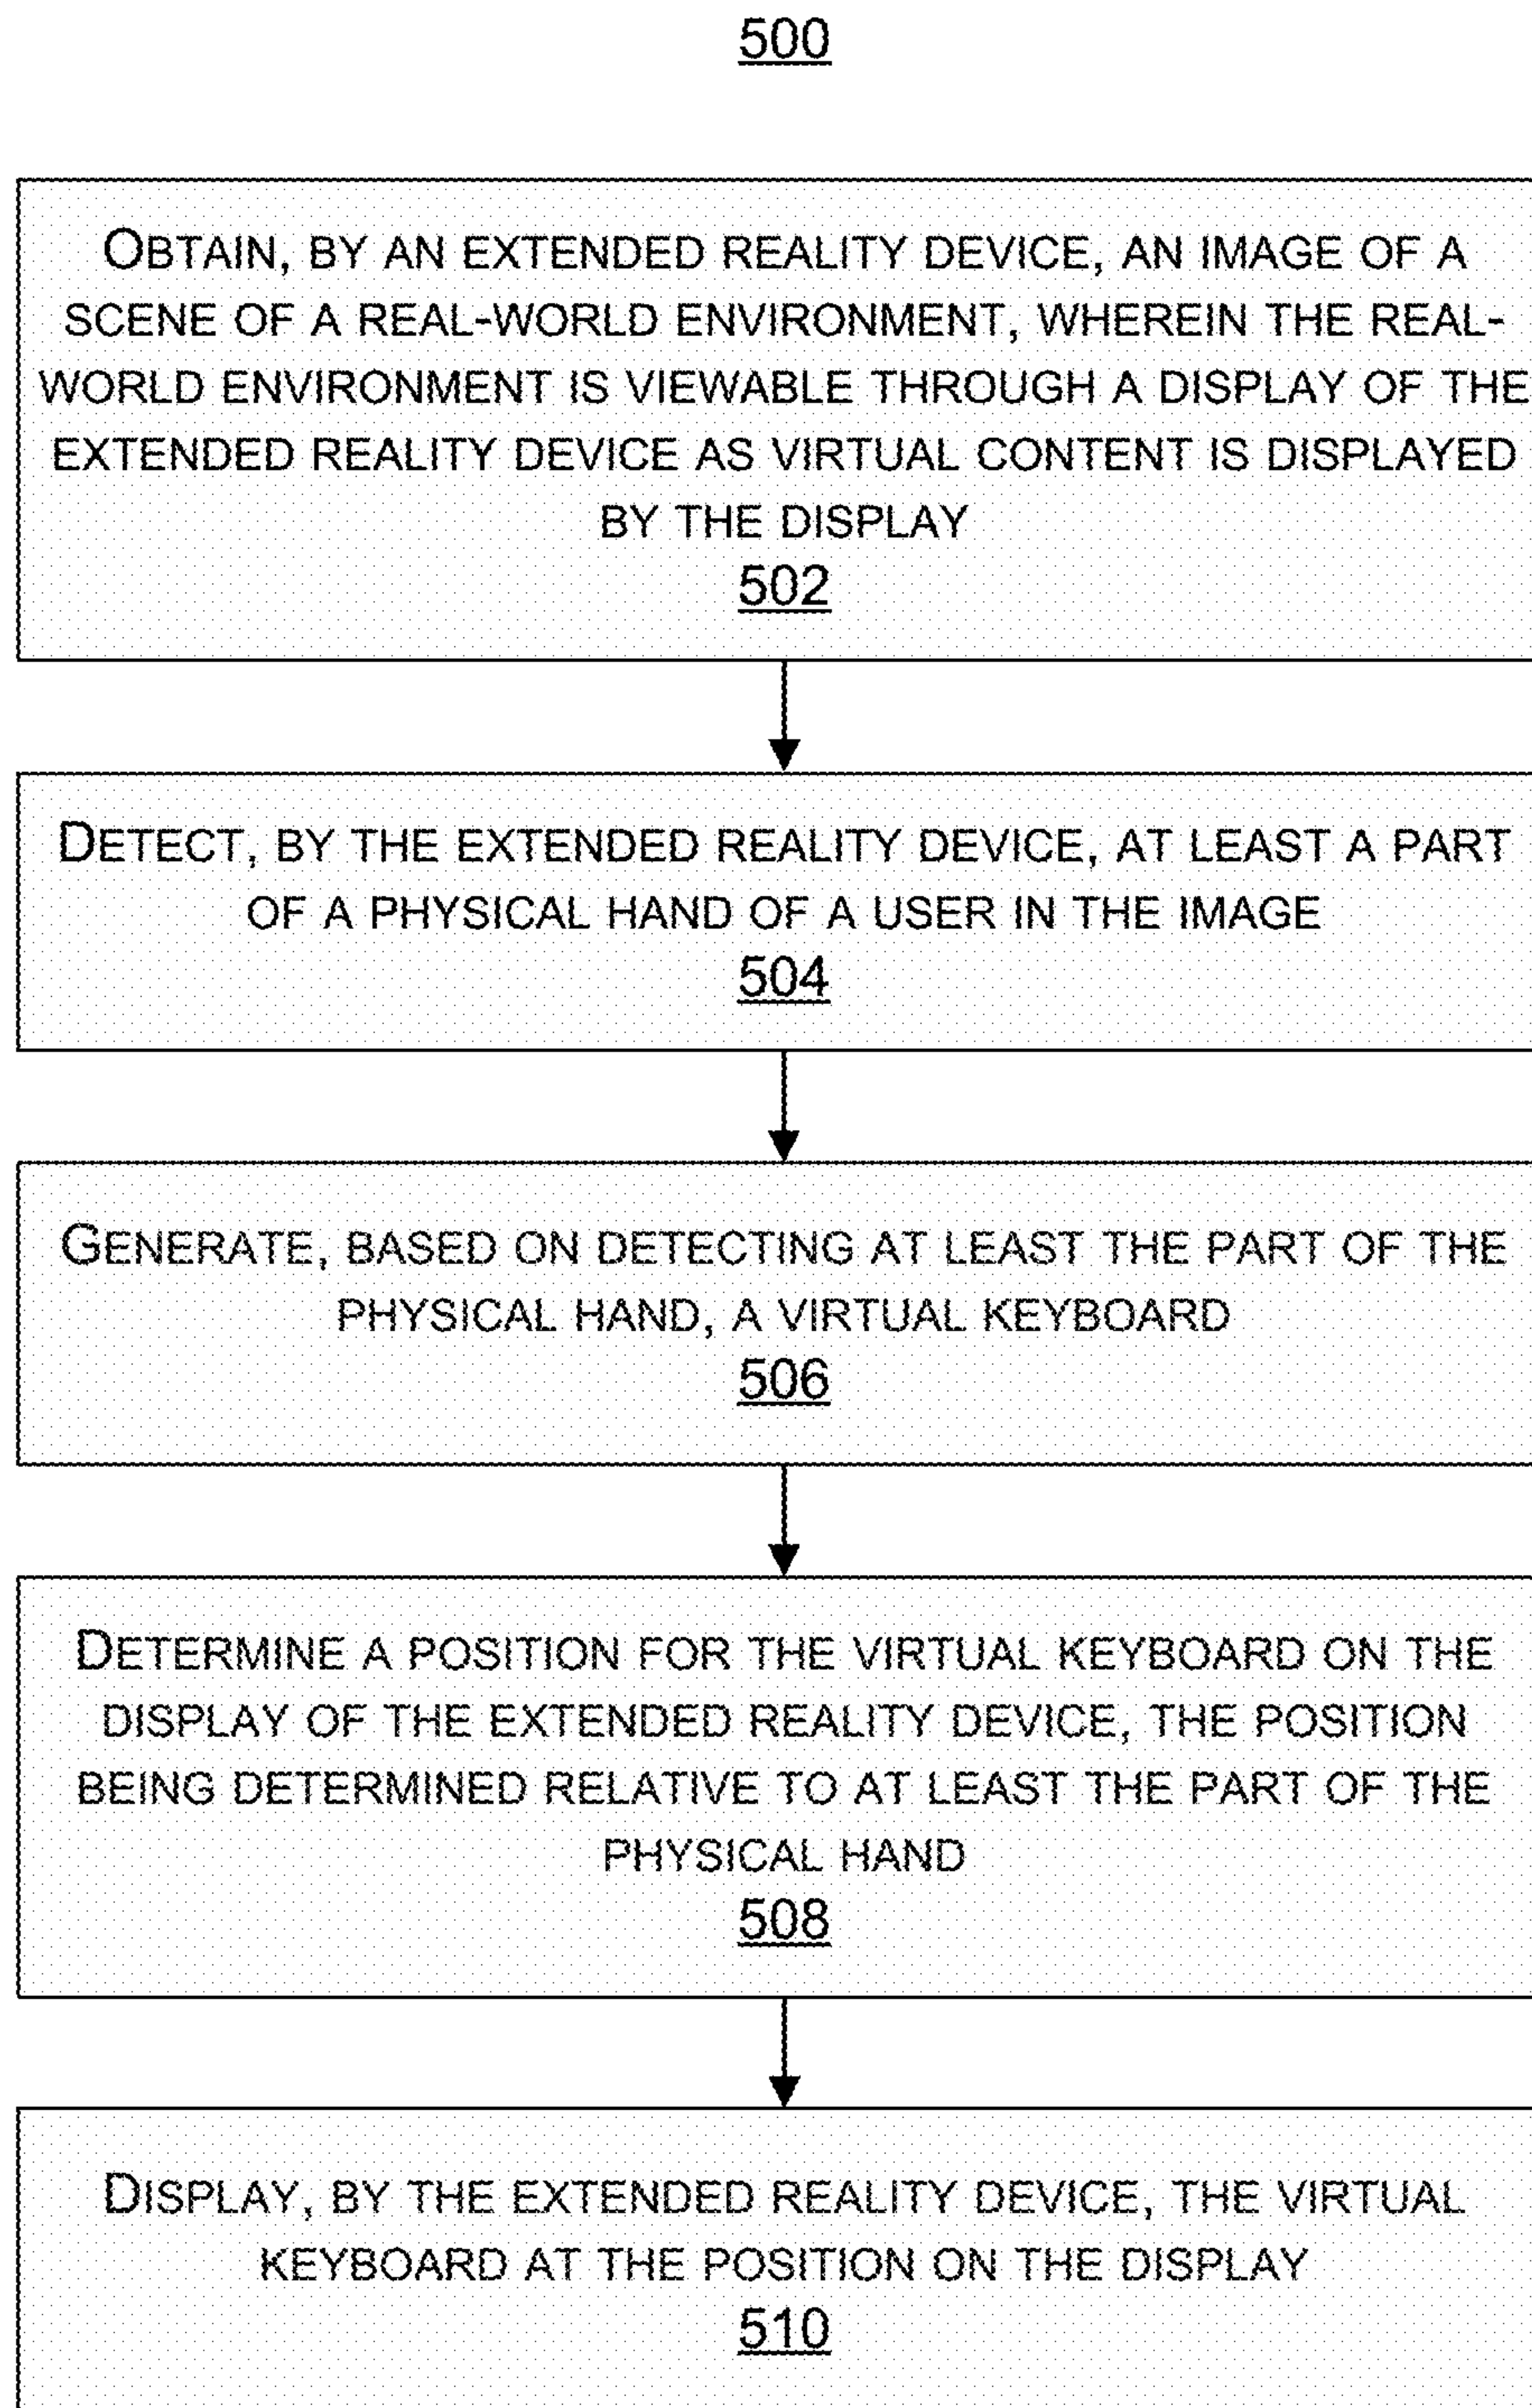 500
OBTAIN, BY AN EXTENDED REALITY DEVICE, AN IMAGE OF A
SCENE OF A REAL-WORLD ENVIRONMENT, WHEREIN THE REAL-
WORLD ENVIRONMENT IS VIEWABLE THROUGH A DISPLAY OF THE
EXTENDED REALITY DEVICE AS VIRTUAL CONTENT IS DISPLAYED
BY THE DISPLAY
502
DETECT, BY THE EXTENDED REALITY DEVICE, AT LEAST A PART
OF A PHYSICAL HAND OF A USER IN THE IMAGE
504
GENERATE, BASED ON DETECTING AT LEAST THE PART OF THE
PHYSICAL HAND, A VIRTUAL KEYBOARD
506
DETERMINE A POSITION FOR THE VIRTUAL KEYBOARD ON THE
DISPLAY OF THE EXTENDED REALITY DEVICE, THE POSITION
BEING DETERMINED RELATIVE TO AT LEAST THE PART OF THE
PHYSICAL HAND
508
DISPLAY, BY THE EXTENDED REALITY DEVICE, THE VIRTUAL
KEYBOARD AT THE POSITION ON THE DISPLAY
510